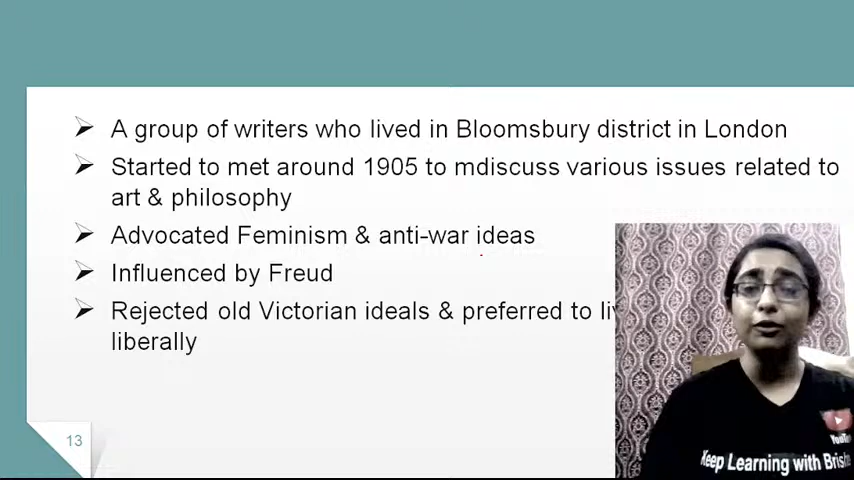 A group of writers who lived in Bloomsbury district in London
Started to met around 1905 to mdiscuss various issues related to
art & philosophy
Advocated Feminism & anti-war ideas
Influenced by Freud
Rejected old Victorian ideals & preferred to
liberally
13
Keep Learning with